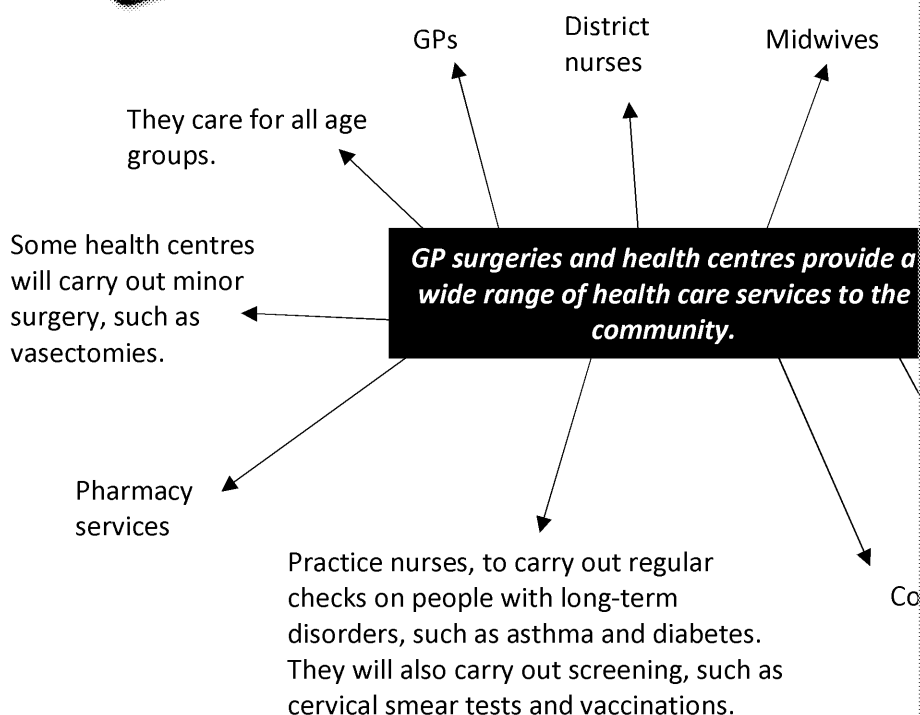 GPs
District
nurses
Midwives
They care for all age
groups.
Some health centres
will carry out minor
surgery, such as
vasectomies.
GP surgeries and health centres provide a
wide range of health care services to the
community.
Pharmacy
services
Practice nurses, to carry out regular
checks on people with long-term
disorders, such as asthma and diabetes.
They will also carry out screening, such as
cervical smear tests and vaccinations.